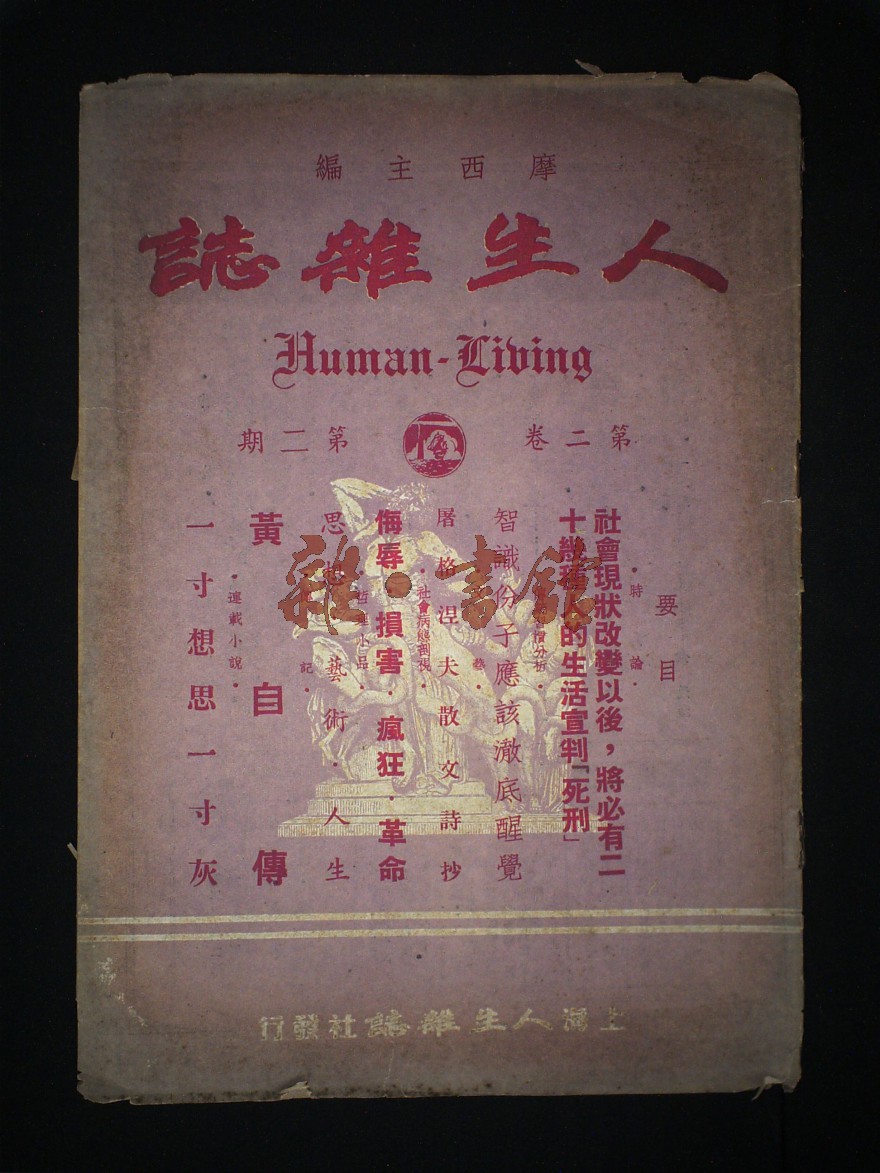 摩西主編
人生雜誌
Human-Living
第二卷
第二期
要目
·時論·
社會現狀改變以後，將必有二
十幾種人的生活宣判「死刑」
智識份子應該澈底醒覺
屠格涅夫散文詩抄
·社會病態剖視·
侮辱·損害·瘋狂·革命
哲理小品·
思想·藝術·人生
記·
黃自傳
·連載小說·
一寸想思一寸灰
上海人生雜誌社發行
雜·書館